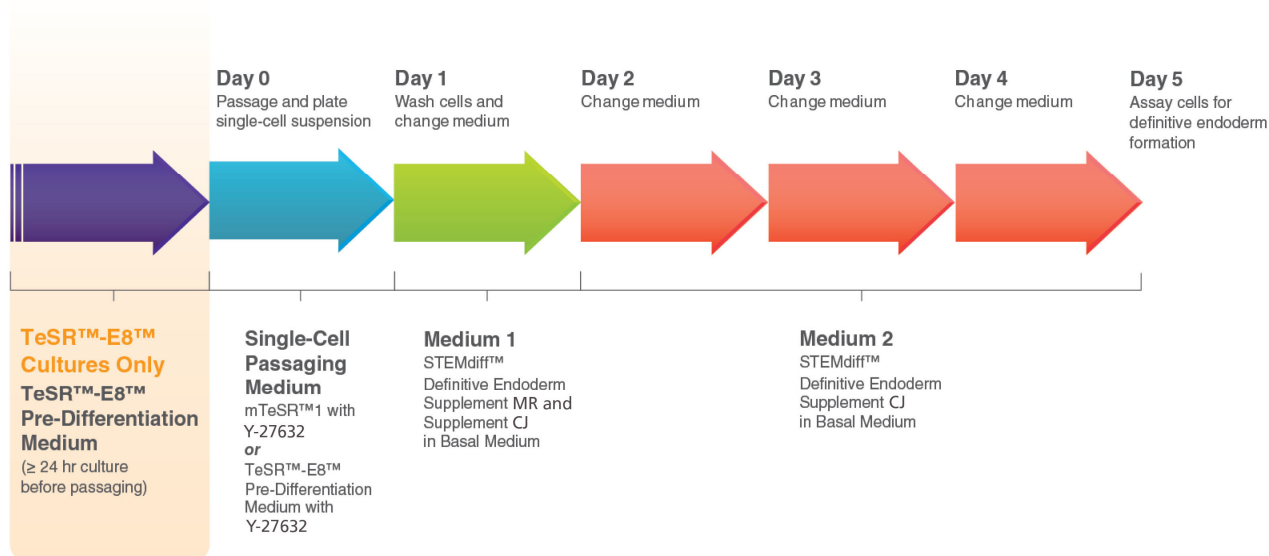 Day 0
Passage and plate
single-cell suspension
Day 1
Wash cells and
change medium
Day 2
Change medium
Day 3
Change medium
Day 4
Change medium
Day 5
Assay cells for
definitive endoderm
formation
TeSR™-E8™
Cultures Only
TeSR™-E8™
Pre-Differentiation
Medium
(≥ 24 hr culture
before passaging)
Single-Cell
Passaging
Medium
mTeSR™1 with
Y-27632
or
TeSR™-E8™
Pre-Differentiation
Medium with
Y-27632
Medium 1
STEMdiff™
Definitive Endoderm
Supplement MR and
Supplement CJ
in Basal Medium
Medium 2
STEMdiff™
Definitive Endoderm
Supplement CJ
in Basal Medium